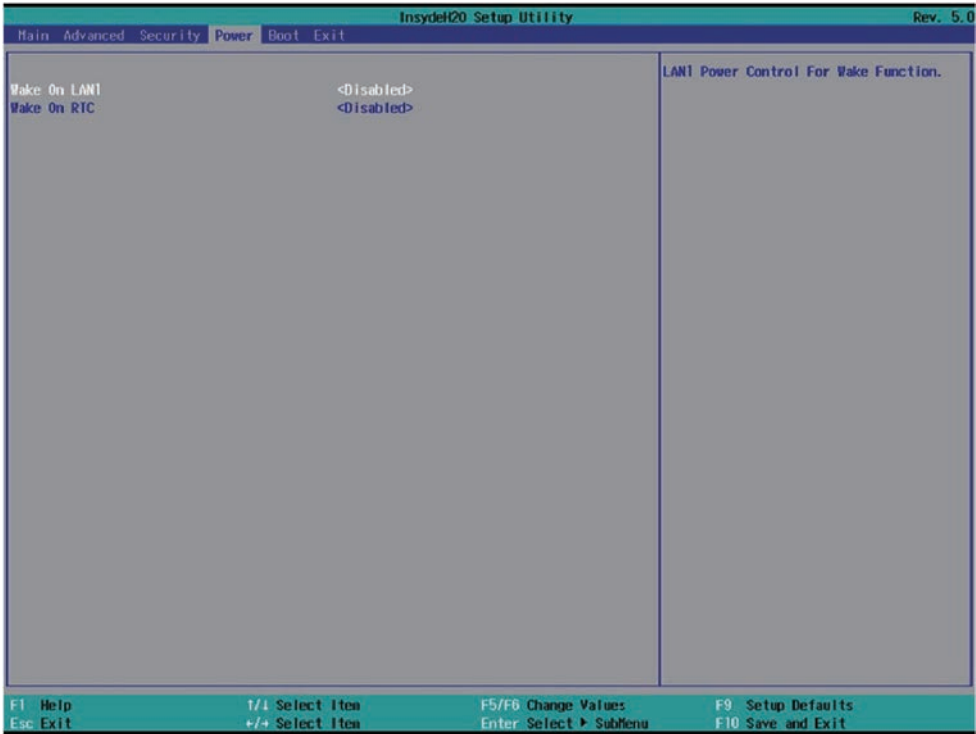 InsydeH20 Setup Utility Rev. 5.0
Main Advanced Security Power Boot Exit
LAN1 Power Control For Wake Function.
Wake On LAN1 <Disabled>
Wake On RTC <Disabled>
F1 Help ↑/↓ Select Item F5/F6 Change Values F9 Setup Defaults
Esc Exit ←/→ Select Item Enter Select ▶ SubMenu F10 Save and Exit